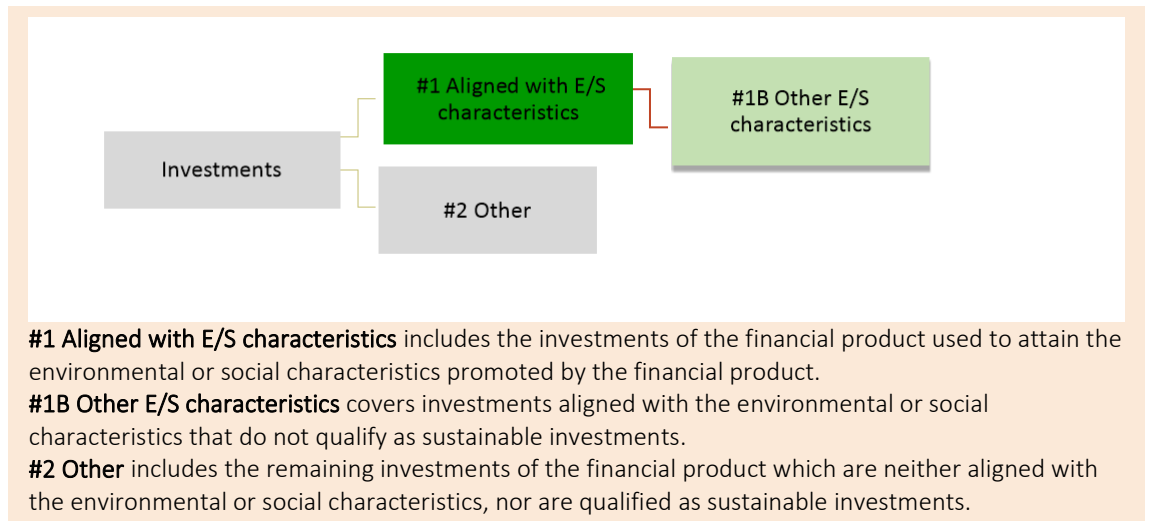 #1 Aligned with E/S
characteristics
#1B Other E/S
characteristics
Investments
#2 Other
#1 Aligned with E/S characteristics includes the investments of the financial product used to attain the
environmental or social characteristics promoted by the financial product.
#1B Other E/S characteristics covers investments aligned with the environmental or social
characteristics that do not qualify as sustainable investments.
#2 Other includes the remaining investments of the financial product which are neither aligned with
the environmental or social characteristics, nor are qualified as sustainable investments.